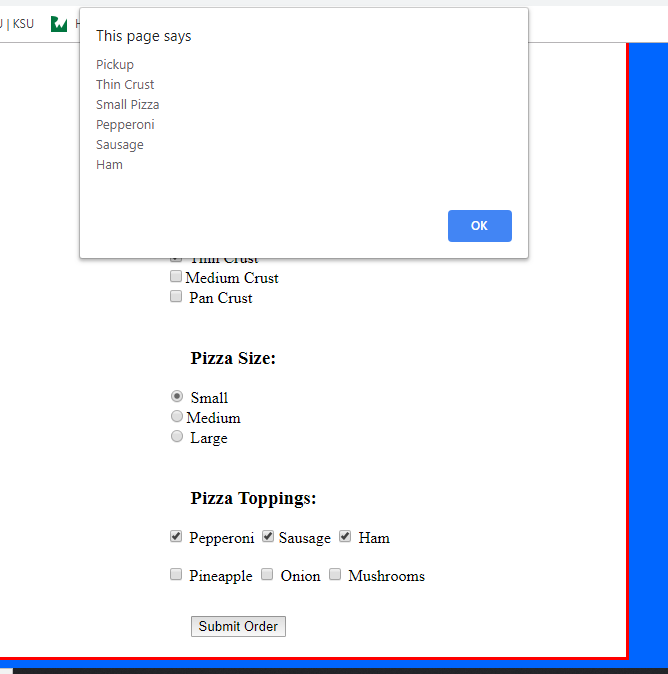 | KSU
This page says
Pickup
Thin Crust
Small Pizza
Pepperoni
Sausage
Ham
OK
Thin Crust
Medium Crust
Pan Crust
Pizza Size:
Small
Medium
Large
Pizza Toppings:
Pepperoni Sausage Ham
Pineapple Onion Mushrooms
Submit Order